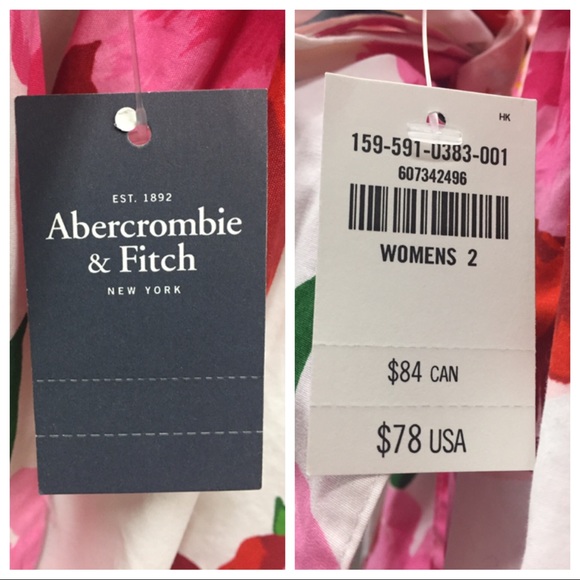 EST. 1892
Abercrombie
& Fitch
NEW YORK
HK
159-591-0383-001
607342496
WOMENS 2
$84 CAN
$78 USA